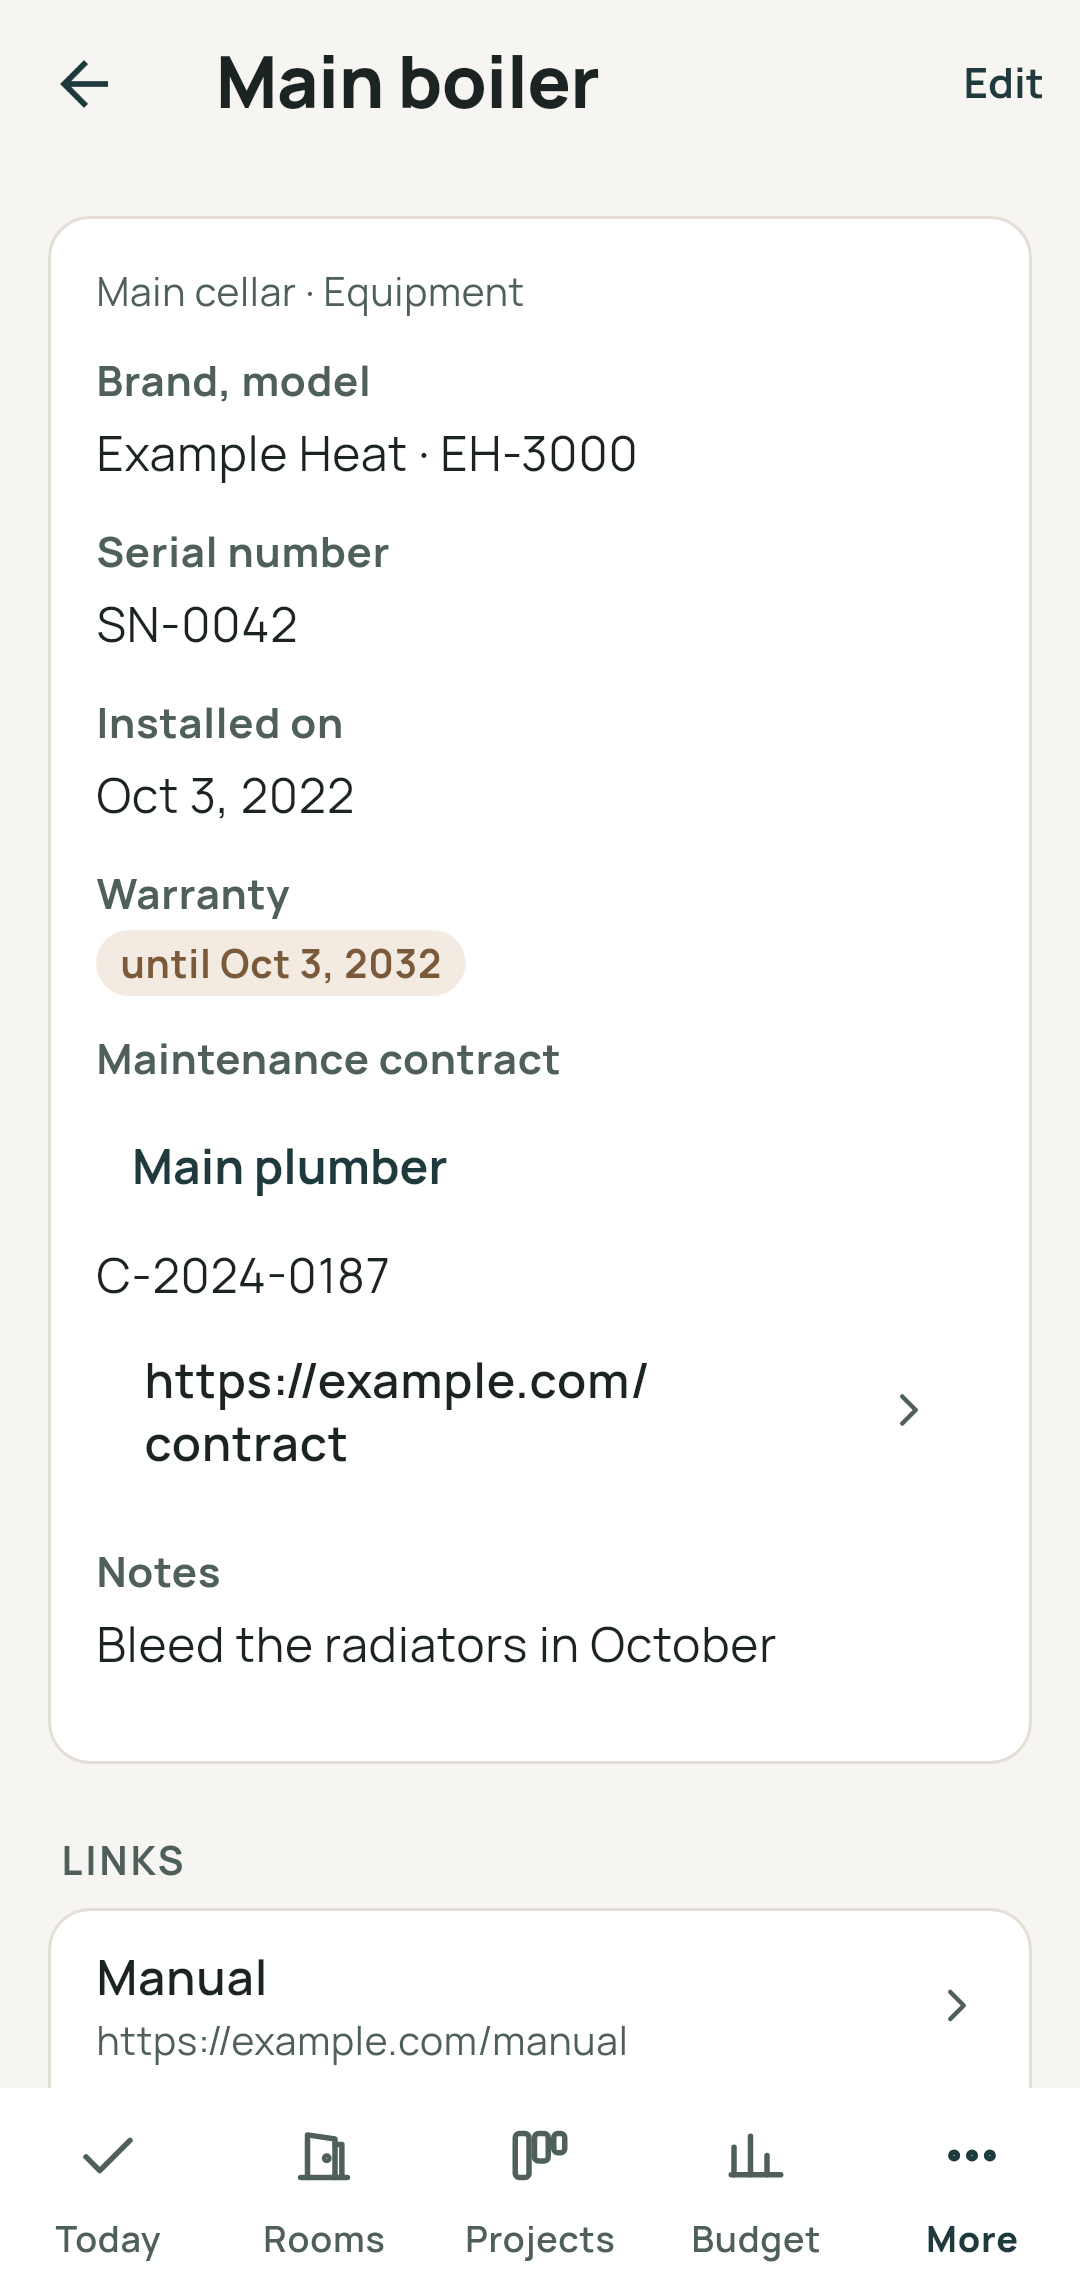 Main boiler
Edit
Main cellar · Equipment
Brand, model
Example Heat · EH-3000
Serial number
SN-0042
Installed on
Oct 3, 2022
Warranty
until Oct 3, 2032
Maintenance contract
Main plumber
C-2024-0187
https://example.com/
contract
Notes
Bleed the radiators in October
LINKS
Manual
https://example.com/manual
Today
Rooms
Projects
Budget
More